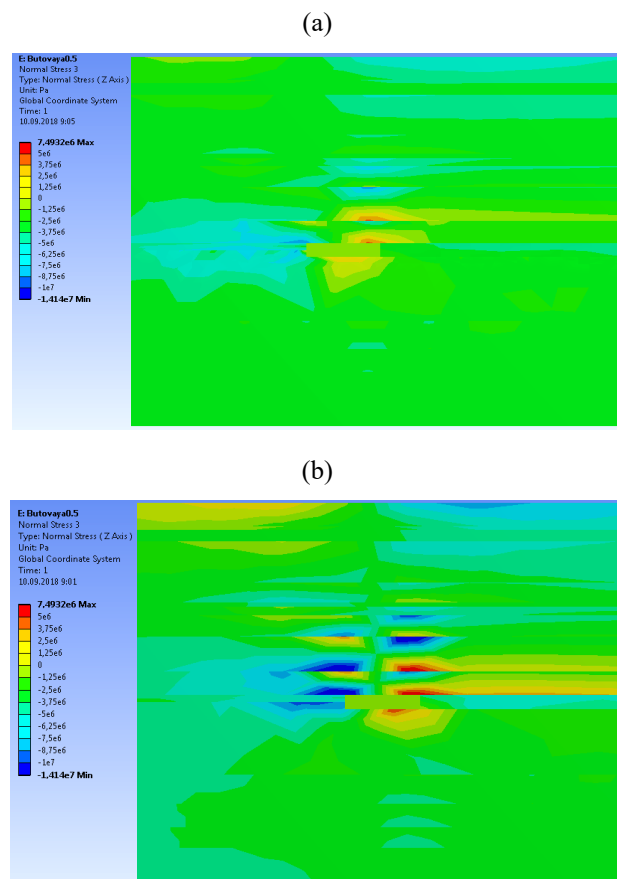 (a)
E: Butovaya0.5
Normal Stress 3
Type: Normal Stress ( Z Axis )
Unit: Pa
Global Coordinate System
Time: 1
10.09.2018 9:05
7,4932e6 Max
5e6
3,75e6
2,5e6
1,25e6
0
-1,25e6
-2,5e6
-3,75e6
-5e6
-6,25e6
-7,5e6
-8,75e6
-1e7
-1,414e7 Min
(b)
E: Butovaya0.5
Normal Stress 3
Type: Normal Stress ( Z Axis )
Unit: Pa
Global Coordinate System
Time: 1
10.09.2018 9:01
7,4932e6 Max
5e6
3,75e6
2,5e6
1,25e6
0
-1,25e6
-2,5e6
-3,75e6
-5e6
-6,25e6
-7,5e6
-8,75e6
-1e7
-1,414e7 Min